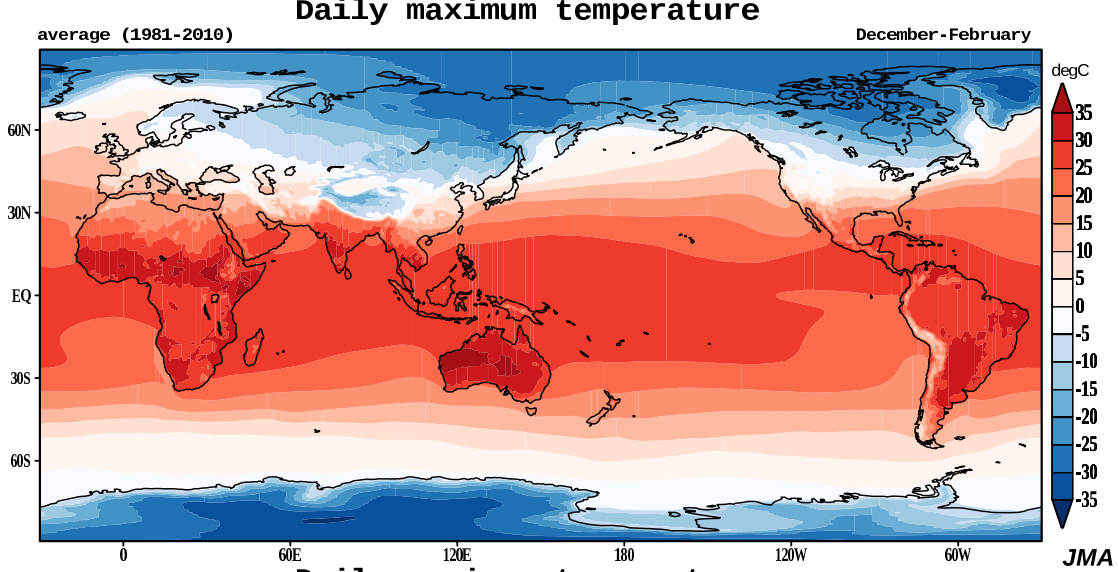 Daily maximum temperature
average (1981-2010) December-February
degC
35
30
25
20
15
10
5
0
-5
-10
-15
-20
-25
-30
-35
60N
30N
EQ
30S
60S
0 60E 120E 180 120W 60W
JMA